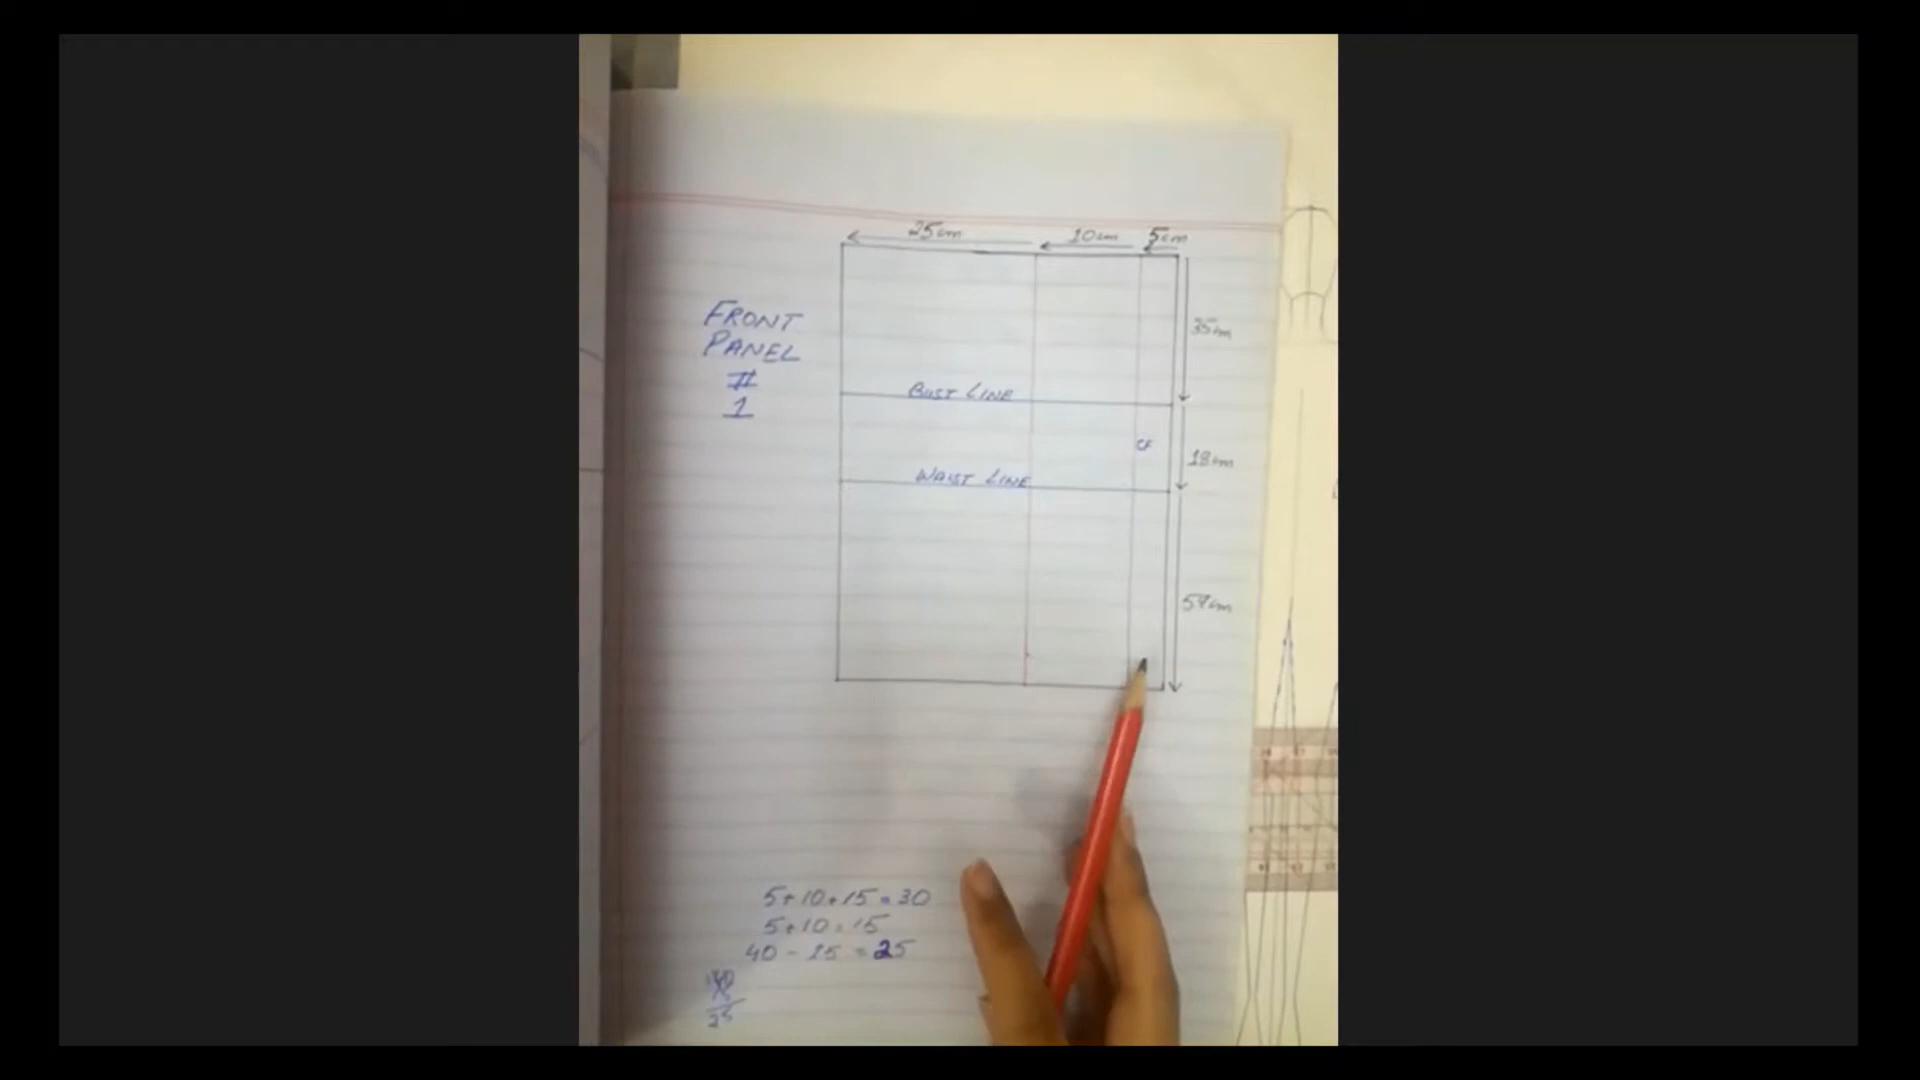 25cm 10cm 5cm
FRONT
PANEL
#
1
35cm
BUST LINE
CF
18cm
WAIST LINE
57cm
5+10+15=30
5+10=15
40-15=25
25